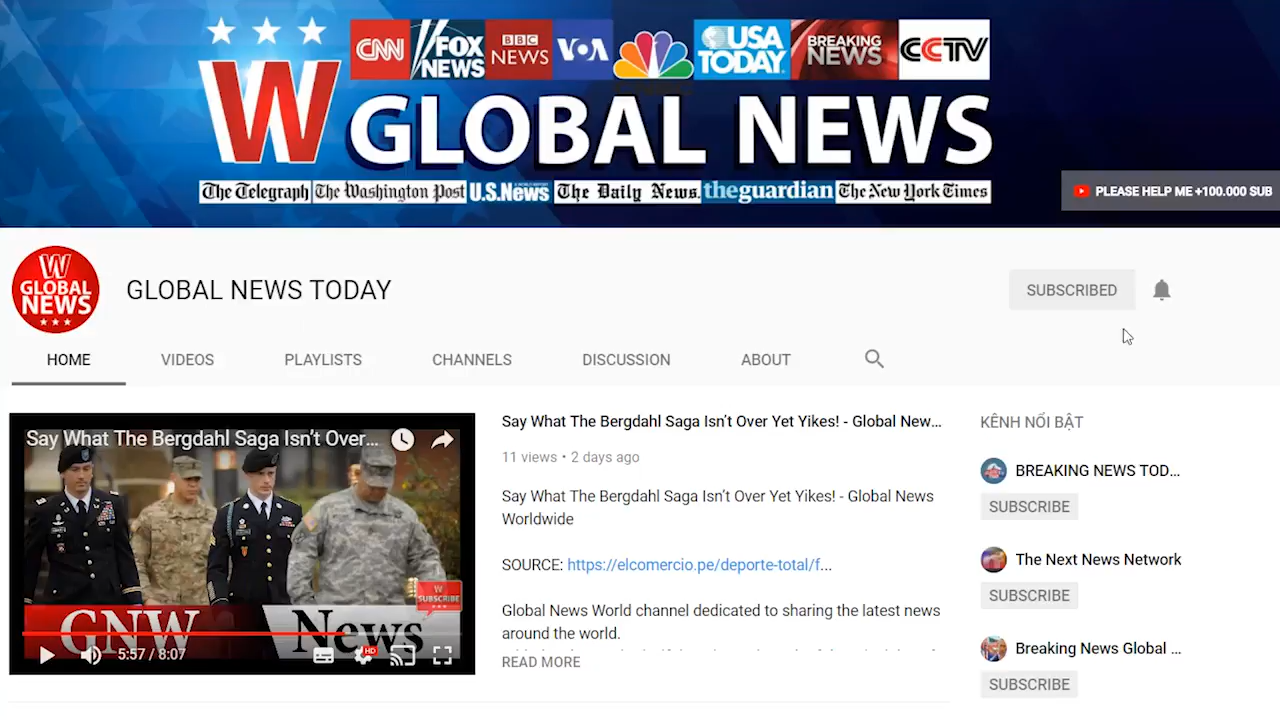 CNN
FOX NEWS
BBC NEWS
VOA
USA TODAY
BREAKING NEWS
CCTV
W GLOBAL NEWS
The Telegraph
The Washington Post
U.S.News
The Daily News.
theguardian
The New York Times
PLEASE HELP ME +100.000 SUB
W
GLOBAL
NEWS
GLOBAL NEWS TODAY
SUBSCRIBED
HOME
VIDEOS
PLAYLISTS
CHANNELS
DISCUSSION
ABOUT
Say What The Bergdahl Saga Isn't Over...
W
SUBSCRIBE
GNW News
5:57 / 8:07
HD
Say What The Bergdahl Saga Isn't Over Yet Yikes! - Global New...
11 views • 2 days ago
Say What The Bergdahl Saga Isn't Over Yet Yikes! - Global News
Worldwide
SOURCE: https://elcomercio.pe/deporte-total/f...
Global News World channel dedicated to sharing the latest news
around the world.
READ MORE
KÊNH NỔI BẬT
BREAKING NEWS TOD...
SUBSCRIBE
The Next News Network
SUBSCRIBE
Breaking News Global ...
SUBSCRIBE